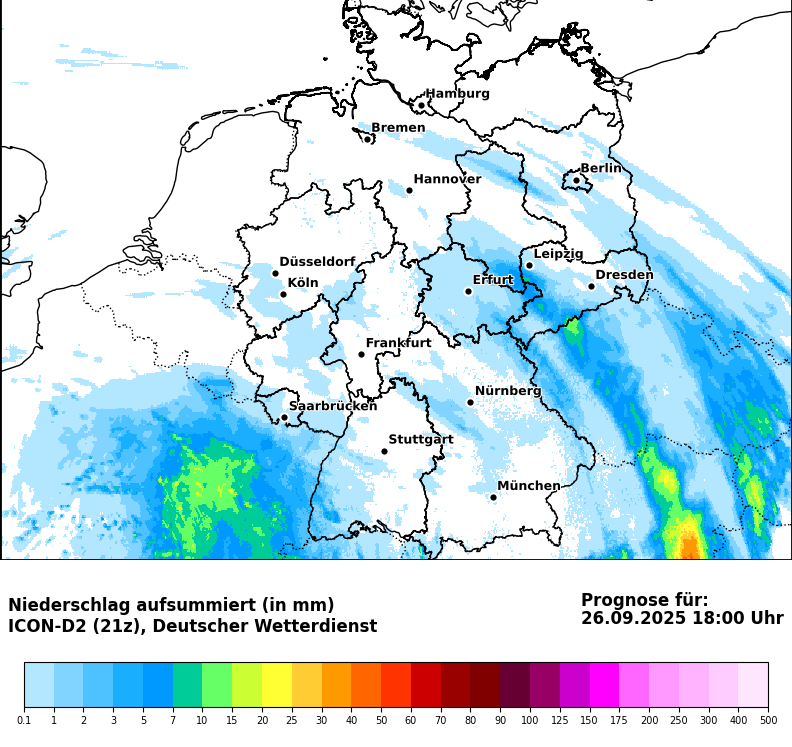 Hamburg
Bremen
Berlin
Hannover
Leipzig
Düsseldorf
Dresden
Köln
Erfurt
Frankfurt
Nürnberg
Saarbrücken
Stuttgart
München
Niederschlag aufsummiert (in mm)
ICON-D2 (21z), Deutscher Wetterdienst
Prognose für:
26.09.2025 18:00 Uhr
0.1 1 2 3 5 7 10 15 20 25 30 40 50 60 70 80 90 100 125 150 175 200 250 300 400 500